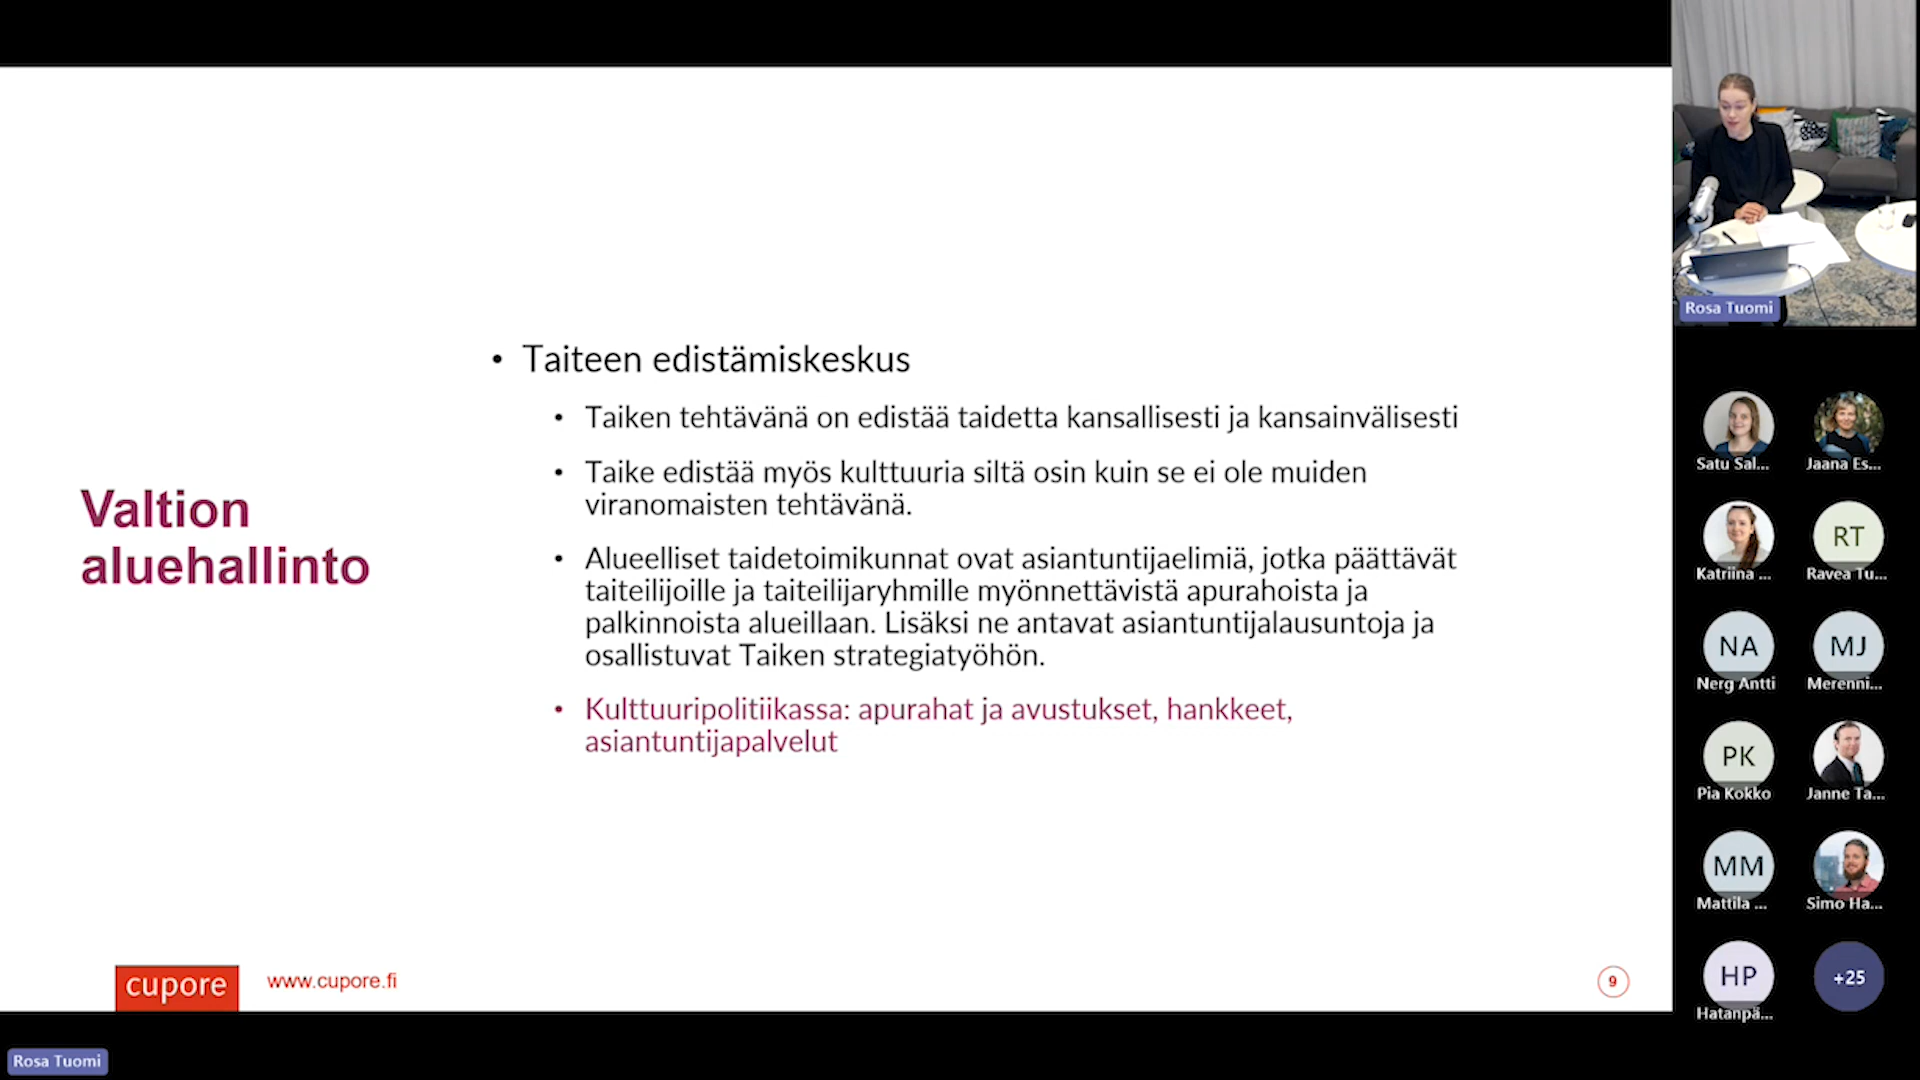 Valtion
aluehallinto
• Taiteen edistämiskeskus
• Taiken tehtävänä on edistää taidetta kansallisesti ja kansainvälisesti
• Taike edistää myös kulttuuria siltä osin kuin se ei ole muiden
viranomaisten tehtävänä.
• Alueelliset taidetoimikunnat ovat asiantuntijaelimiä, jotka päättävät
taiteilijoille ja taiteilijaryhmille myönnettävistä apurahoista ja
palkinnoista alueillaan. Lisäksi ne antavat asiantuntijalausuntoja ja
osallistuvat Taiken strategiatyöhön.
• Kulttuuripolitiikassa: apurahat ja avustukset, hankkeet,
asiantuntijapalvelut
cupore
www.cupore.fi
9
Rosa Tuomi
Rosa Tuomi
Satu Sal...
Jaana Es...
Katriina ...
RT
Ravea Tu...
NA
Nerg Antti
MJ
Merenni...
PK
Pia Kokko
Janne Ta...
MM
Mattila ...
Simo Ha...
HP
Hatanpä...
+25